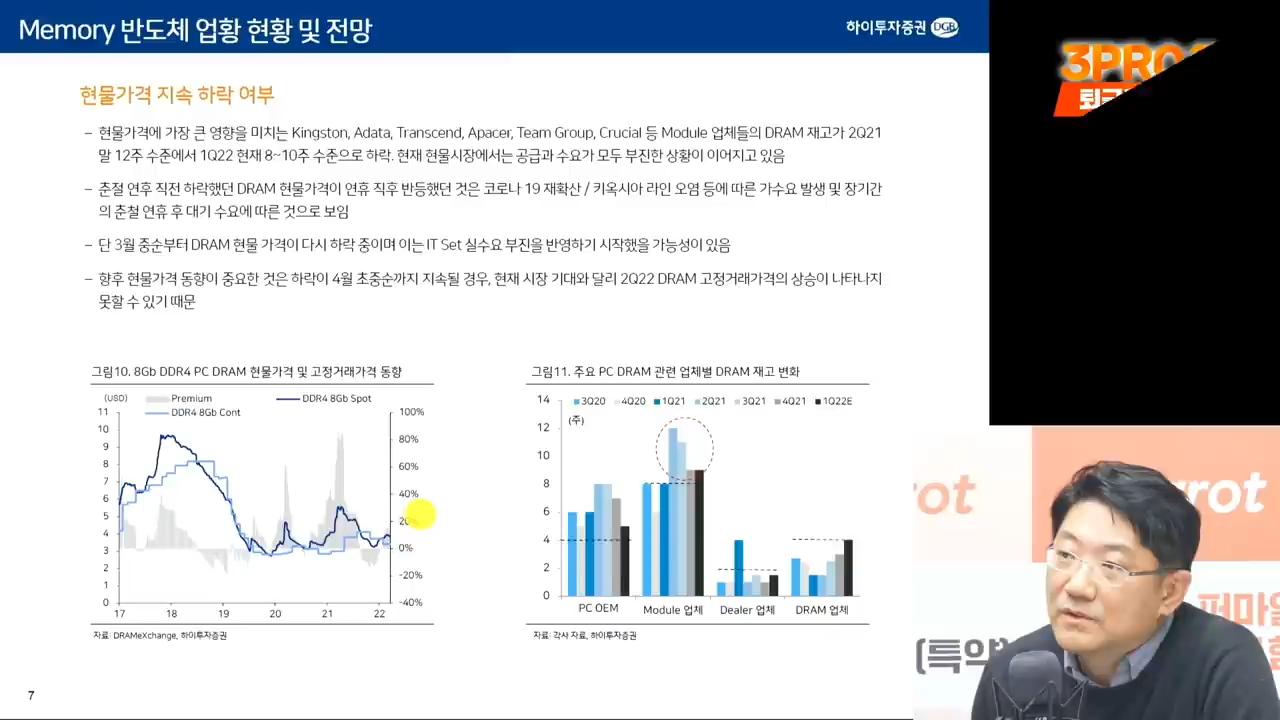 Memory 반도체 업황 현황 및 전망
하이투자증권 DGB
현물가격 지속 하락 여부
– 현물가격에 가장 큰 영향을 미치는 Kingston, Adata, Transcend, Apacer, Team Group, Crucial 등 Module 업체들의 DRAM 재고가 2Q21
말 12주 수준에서 1Q22 현재 8~10주 수준으로 하락. 현재 현물시장에서는 공급과 수요가 모두 부진한 상황이 이어지고 있음
– 춘절 연후 직전 하락했던 DRAM 현물가격이 연휴 직후 반등했던 것은 코로나 19 재확산 / 키옥시아 라인 오염 등에 따른 가수요 발생 및 장기간
의 춘철 연휴 후 대기 수요에 따른 것으로 보임
– 단 3월 중순부터 DRAM 현물 가격이 다시 하락 중이며 이는 IT Set 실수요 부진을 반영하기 시작했을 가능성이 있음
– 향후 현물가격 동향이 중요한 것은 하락이 4월 초중순까지 지속될 경우, 현재 시장 기대와 달리 2Q22 DRAM 고정거래가격의 상승이 나타나지
못할 수 있기 때문
그림10. 8Gb DDR4 PC DRAM 현물가격 및 고정거래가격 동향
(USD) Premium DDR4 8Gb Spot
DDR4 8Gb Cont
11 100%
10
9 80%
8
7 60%
6 40%
5 20%
4
3 0%
2 -20%
1
0 -40%
17 18 19 20 21 22
자료: DRAMeXchange, 하이투자증권
그림11. 주요 PC DRAM 관련 업체별 DRAM 재고 변화
3Q20 4Q20 1Q21 2Q21 3Q21 4Q21 1Q22E
(주)
14
12
10
8
6
4
2
0
PC OEM Module 업체 Dealer 업체 DRAM 업체
자료: 각사 자료, 하이투자증권
7
3PRO
퇴근
rot
rot
퍼마일
(특약)